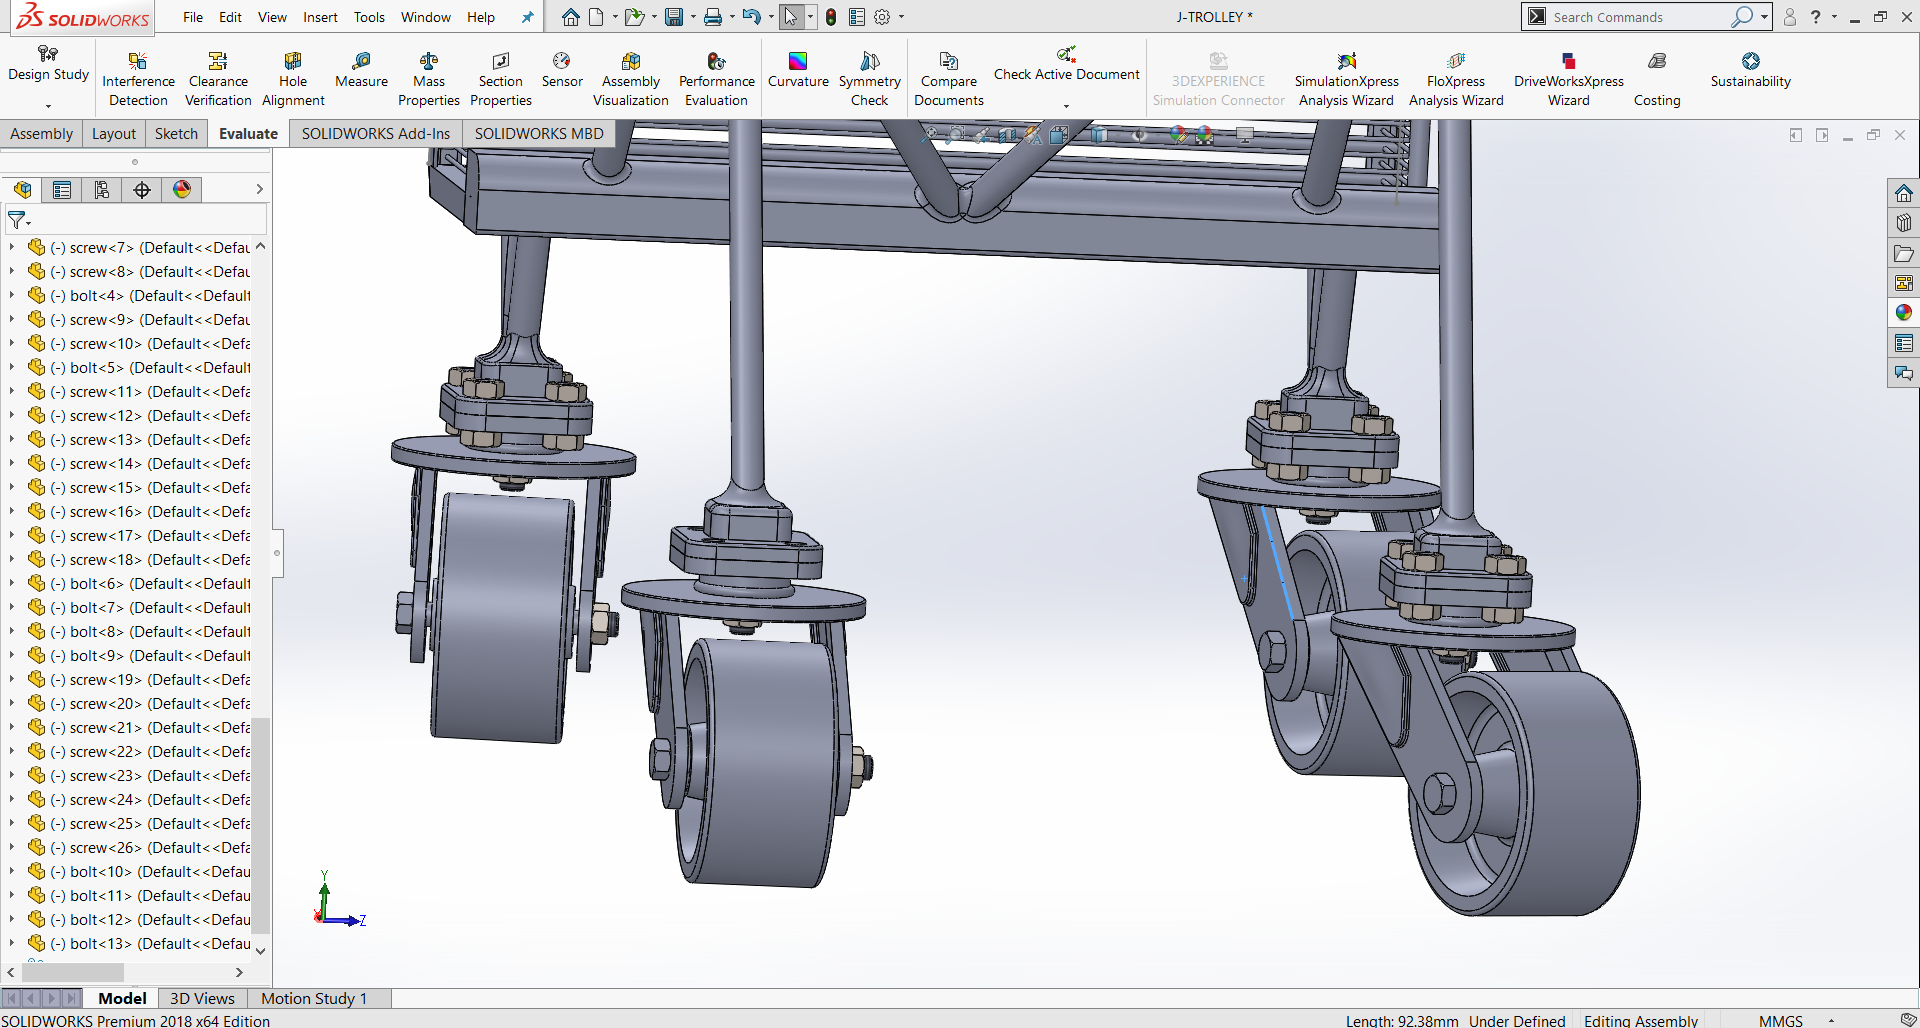 SOLIDWORKS
File Edit View Insert Tools Window Help
J-TROLLEY *
Search Commands
?
Design Study
Interference Detection
Clearance Verification
Hole Alignment
Measure
Mass Properties
Section Properties
Sensor
Assembly Visualization
Performance Evaluation
Curvature
Symmetry Check
Compare Documents
Check Active Document
3DEXPERIENCE Simulation Connector
SimulationXpress Analysis Wizard
FloXpress Analysis Wizard
DriveWorksXpress Wizard
Costing
Sustainability
Assembly Layout Sketch Evaluate SOLIDWORKS Add-Ins SOLIDWORKS MBD
(-) screw<7> (Default<<Defau
(-) screw<8> (Default<<Defau
(-) bolt<4> (Default<<Default
(-) screw<9> (Default<<Defau
(-) screw<10> (Default<<Defa
(-) bolt<5> (Default<<Default
(-) screw<11> (Default<<Defa
(-) screw<12> (Default<<Defa
(-) screw<13> (Default<<Defa
(-) screw<14> (Default<<Defa
(-) screw<15> (Default<<Defa
(-) screw<16> (Default<<Defa
(-) screw<17> (Default<<Defa
(-) screw<18> (Default<<Defa
(-) bolt<6> (Default<<Default
(-) bolt<7> (Default<<Default
(-) bolt<8> (Default<<Default
(-) bolt<9> (Default<<Default
(-) screw<19> (Default<<Defa
(-) screw<20> (Default<<Defa
(-) screw<21> (Default<<Defa
(-) screw<22> (Default<<Defa
(-) screw<23> (Default<<Defa
(-) screw<24> (Default<<Defa
(-) screw<25> (Default<<Defa
(-) screw<26> (Default<<Defa
(-) bolt<10> (Default<<Defau
(-) bolt<11> (Default<<Defau
(-) bolt<12> (Default<<Defau
(-) bolt<13> (Default<<Defau
Y
X
Z
Model 3D Views Motion Study 1
SOLIDWORKS Premium 2018 x64 Edition
Length: 92.38mm Under Defined Editing Assembly MMGS